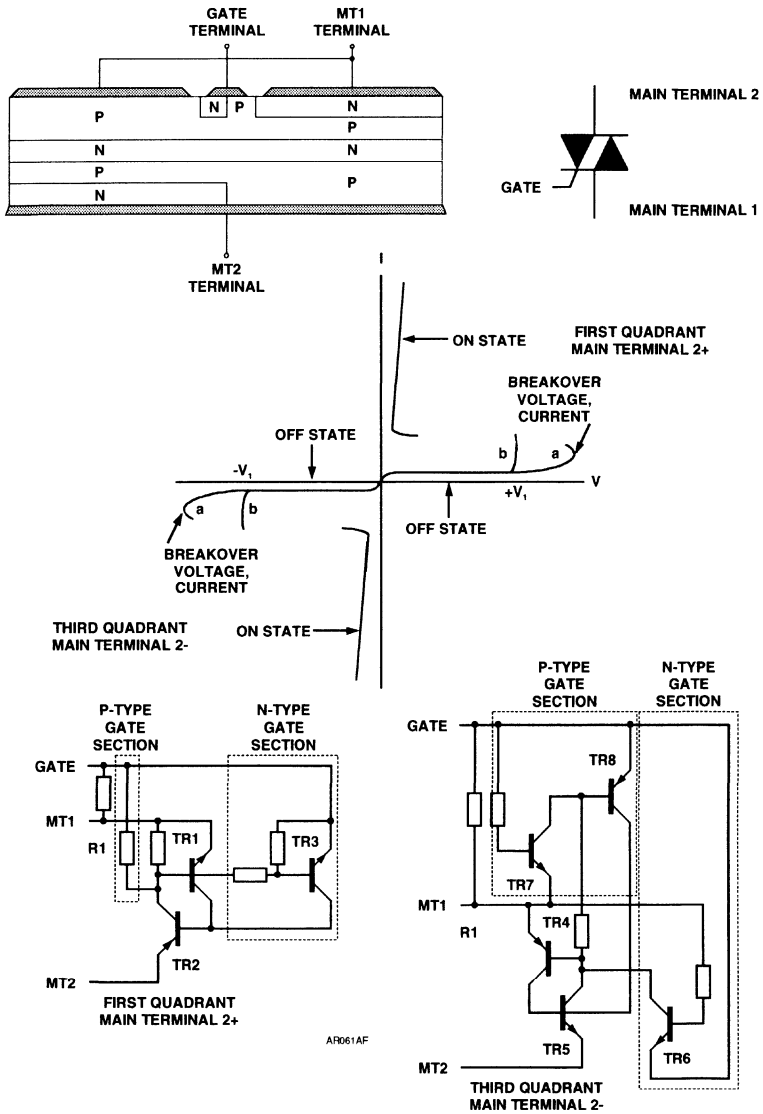 GATE
TERMINAL
MT1
TERMINAL
N P
N
P
P
N
N
P
P
N
MT2
TERMINAL
MAIN TERMINAL 2
GATE
MAIN TERMINAL 1
I
ON STATE
FIRST QUADRANT
MAIN TERMINAL 2+
BREAKOVER
VOLTAGE,
CURRENT
OFF STATE
b
a
-V1
+V1
V
a
b
OFF STATE
BREAKOVER
VOLTAGE,
CURRENT
THIRD QUADRANT
MAIN TERMINAL 2-
ON STATE
P-TYPE
GATE
SECTION
N-TYPE
GATE
SECTION
GATE
MT1
R1
TR1
TR3
TR2
MT2
FIRST QUADRANT
MAIN TERMINAL 2+
AR061AF
P-TYPE
GATE
SECTION
N-TYPE
GATE
SECTION
GATE
TR8
TR7
MT1
R1
TR4
TR5
TR6
MT2
THIRD QUADRANT
MAIN TERMINAL 2-